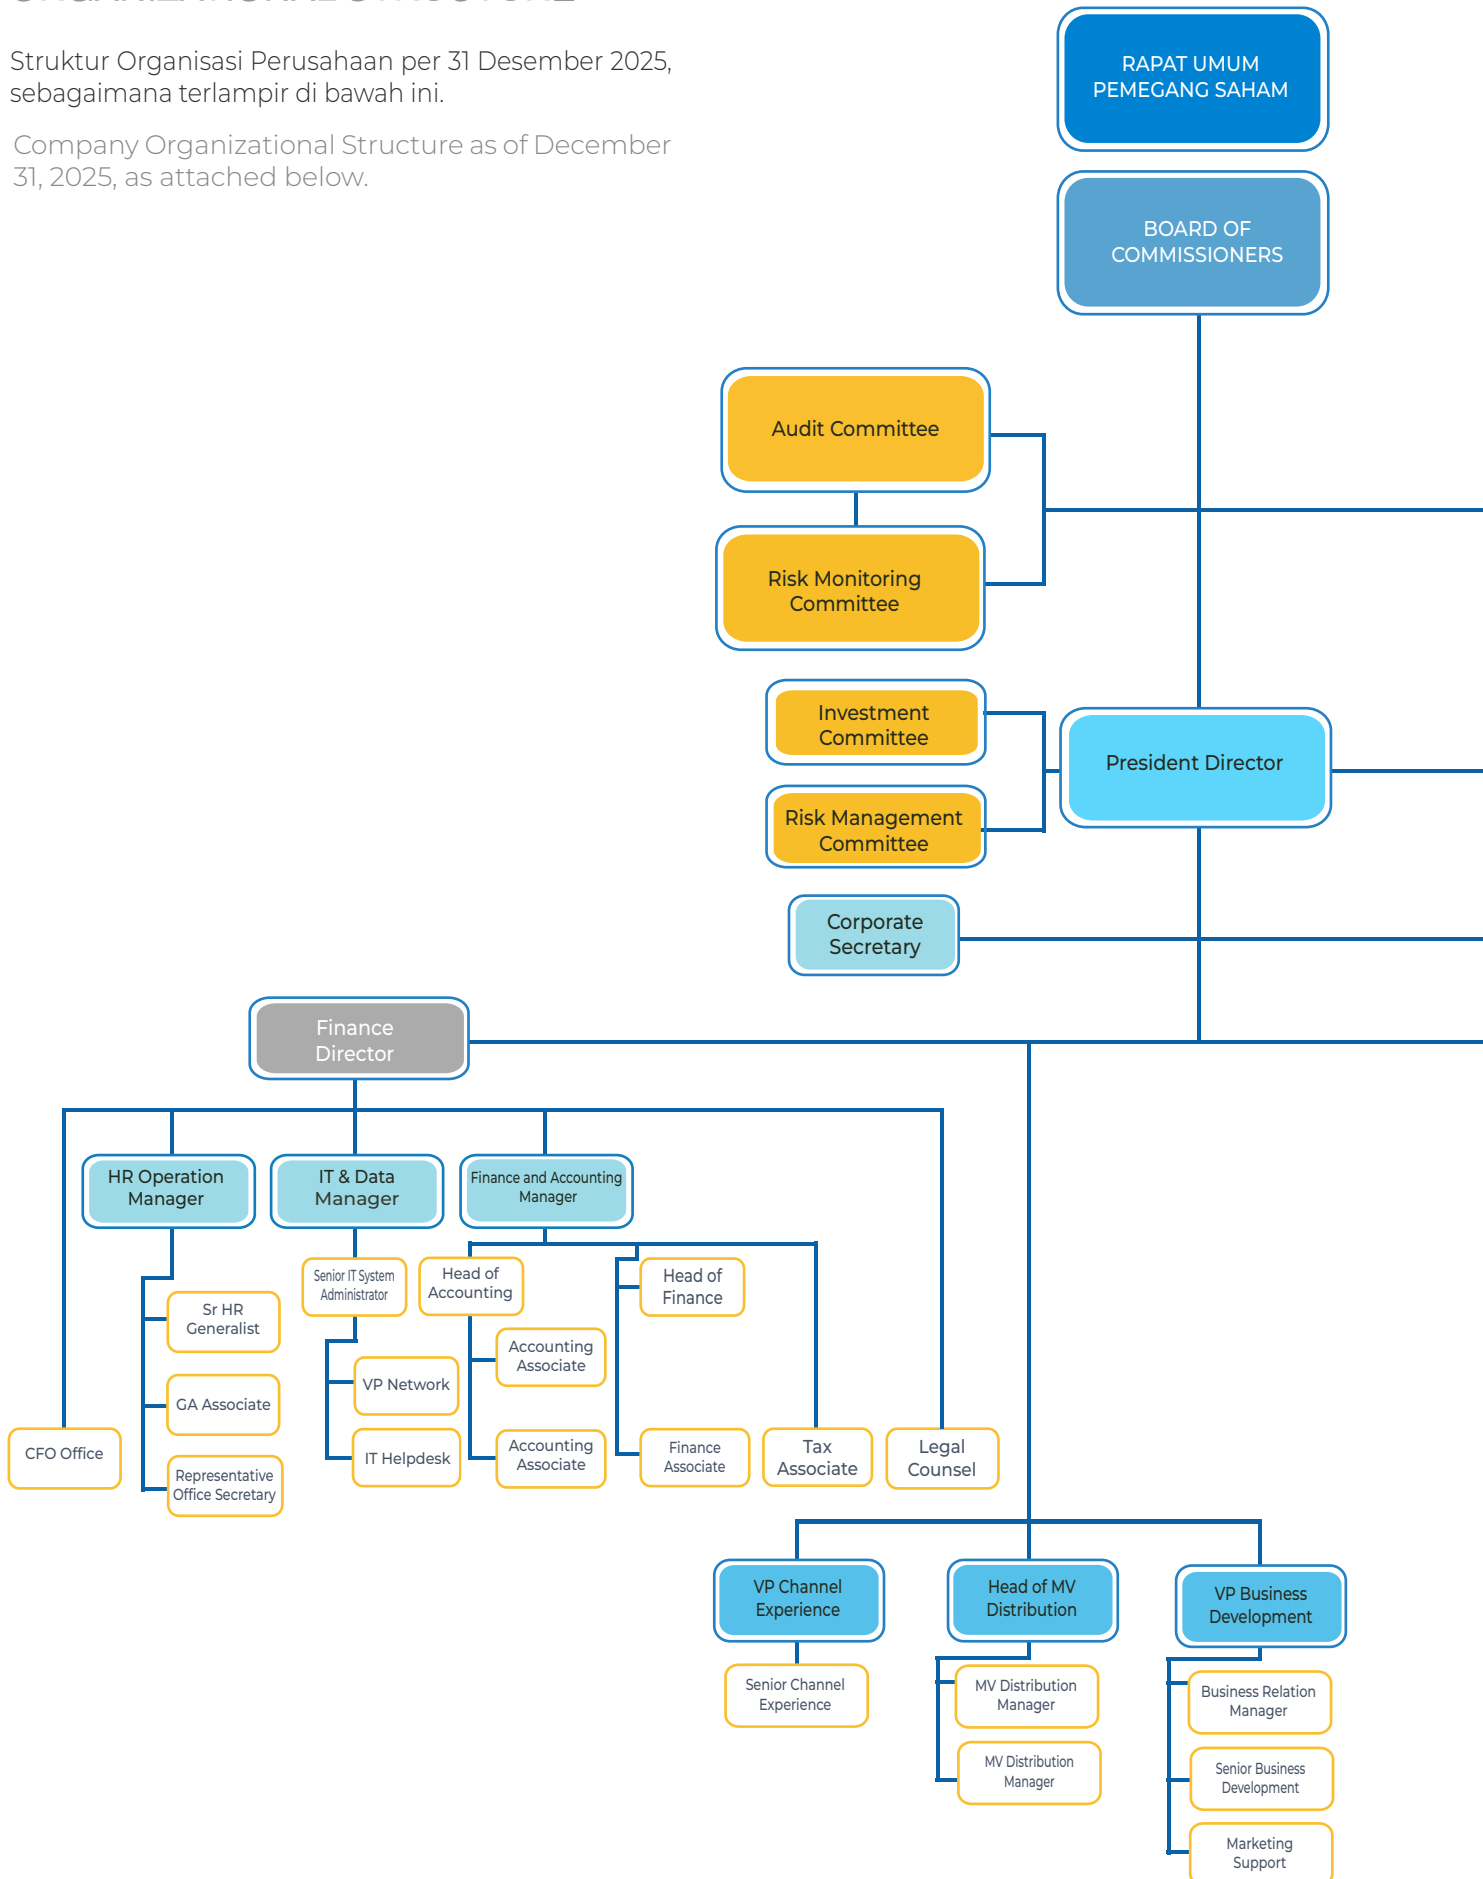 ORGANIZATIONAL STRUCTURE
Struktur Organisasi Perusahaan per 31 Desember 2025,
sebagaimana terlampir di bawah ini.
Company Organizational Structure as of December
31, 2025, as attached below.
RAPAT UMUM
PEMEGANG SAHAM
BOARD OF
COMMISSIONERS
Audit Committee
Risk Monitoring
Committee
Investment
Committee
President Director
Risk Management
Committee
Corporate
Secretary
Finance
Director
HR Operation
Manager
IT & Data
Manager
Finance and Accounting
Manager
Senior IT System
Administrator
Head of
Accounting
Head of
Finance
Sr HR
Generalist
Accounting
Associate
VP Network
GA Associate
CFO Office
IT Helpdesk
Accounting
Associate
Finance
Associate
Tax
Associate
Legal
Counsel
Representative
Office Secretary
VP Channel
Experience
Head of MV
Distribution
VP Business
Development
Senior Channel
Experience
MV Distribution
Manager
Business Relation
Manager
MV Distribution
Manager
Senior Business
Development
Marketing
Support